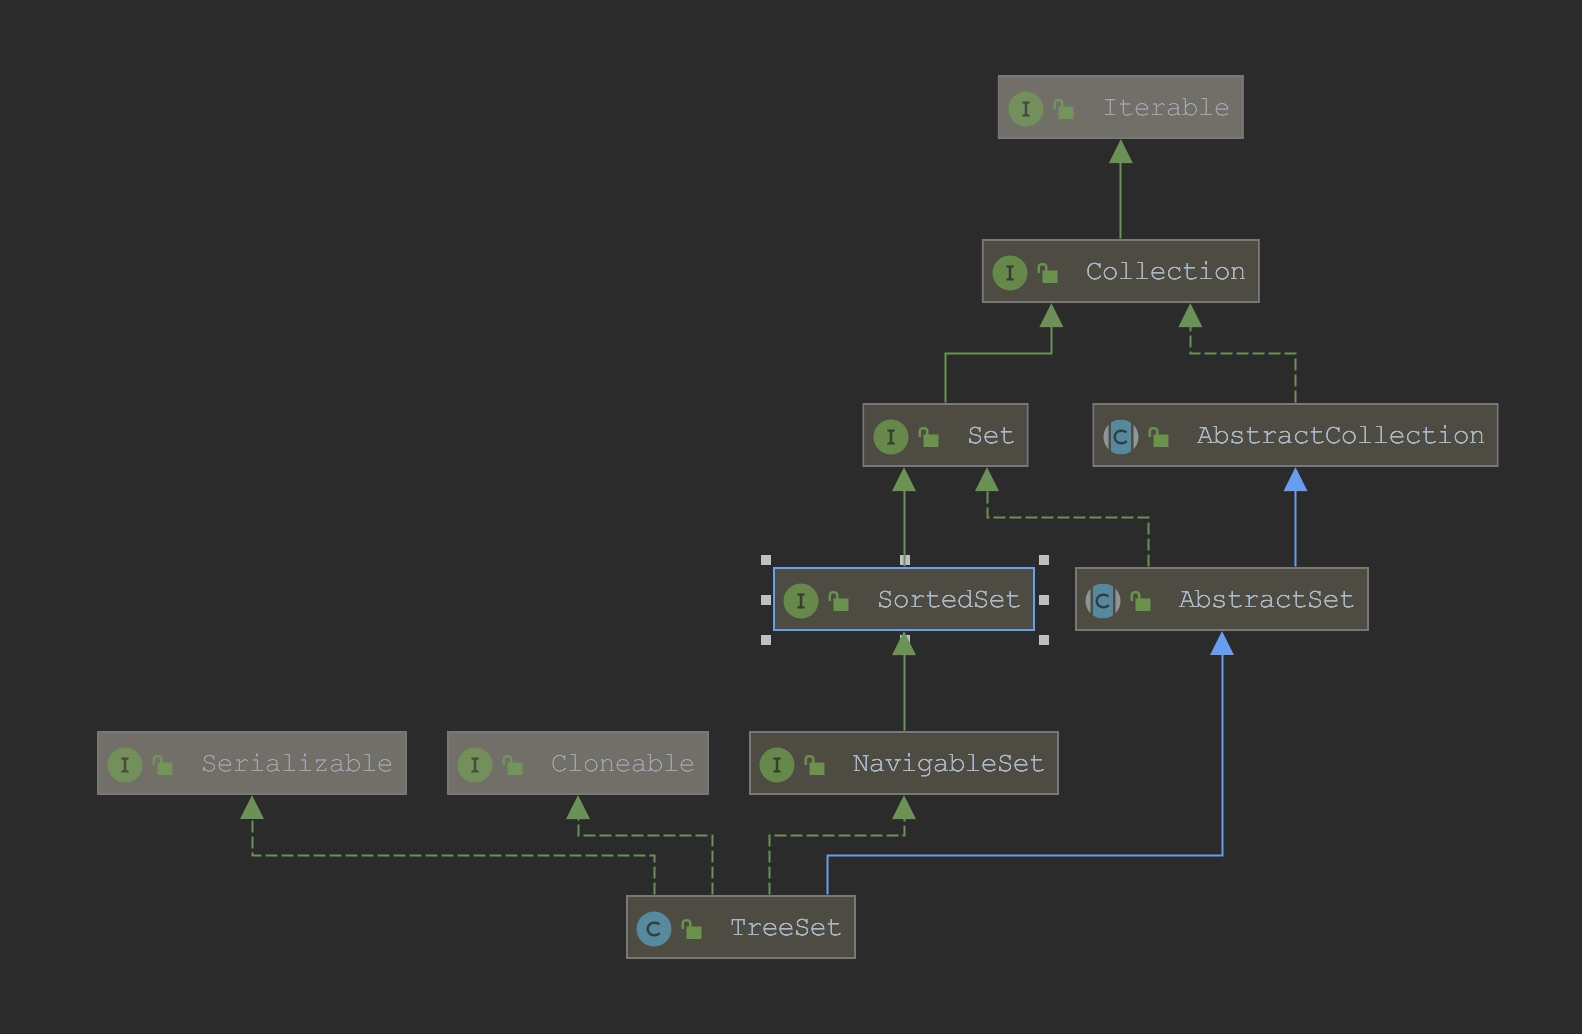 I Iterable
I Collection
I Set
C AbstractCollection
I SortedSet
C AbstractSet
I Serializable
I Cloneable
I NavigableSet
C TreeSet